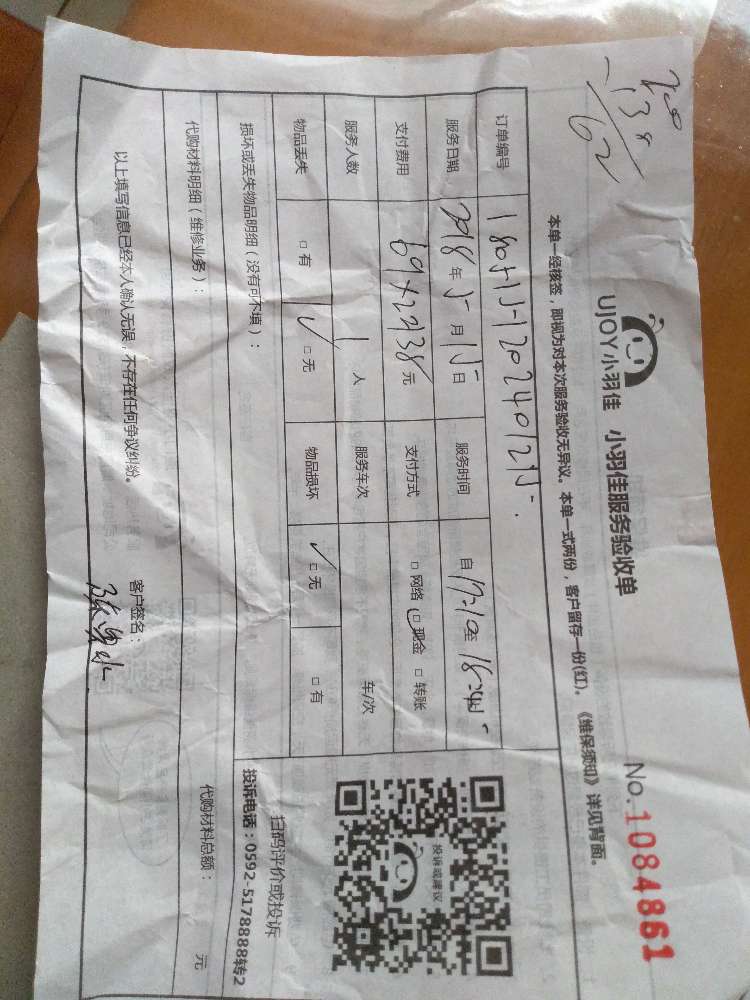 200
-138
62
UJOY小羽佳 小羽佳服务验收单
No. 1084861
本单一经核签，即视为对本次服务验收无异议。本单一式两份，客户留存一份(红)。《维保须知》详见背面。
订单编号
服务日期 2018年5月15日 服务时间 自17:10至
支付费用 69×2=138元 支付方式 □网络 □现金 □转账
服务人数 1人 服务车次 车/次
物品丢失 □有 √□无 物品损坏 √□无 □有
投诉或建议
扫码评价或投诉
投诉电话：0592-5178888转2
损坏或丢失物品明细（没有可不填）：
代购材料明细（维修业务）： 代购材料总额： 元
以上填写信息已经本人确认无误，不存在任何争议纠纷。 客户签名：